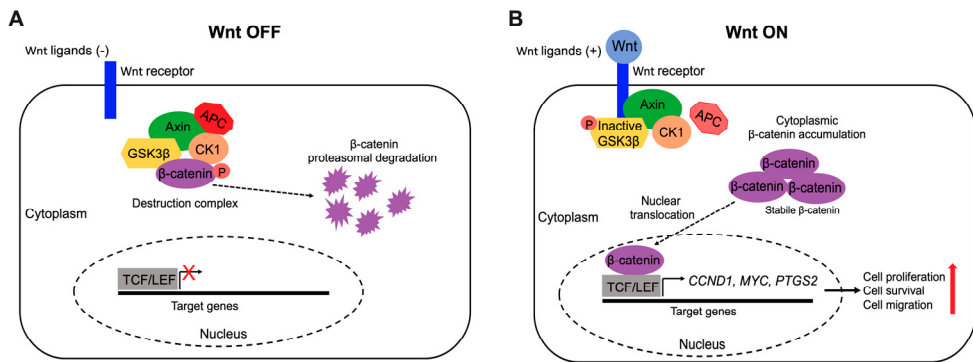 A
Wnt OFF
Wnt ligands (-)
Wnt receptor
Axin
APC
GSK3β
CK1
β-catenin
P
Destruction complex
β-catenin
proteasomal degradation
Cytoplasm
TCF/LEF
X
Target genes
Nucleus
B
Wnt ON
Wnt ligands (+)
Wnt
Wnt receptor
Axin
APC
P
Inactive
GSK3β
CK1
Cytoplasmic
β-catenin accumulation
β-catenin
β-catenin
β-catenin
Stabile β-catenin
Nuclear
translocation
Cytoplasm
β-catenin
TCF/LEF
CCND1, MYC, PTGS2
Target genes
Nucleus
Cell proliferation
Cell survival
Cell migration